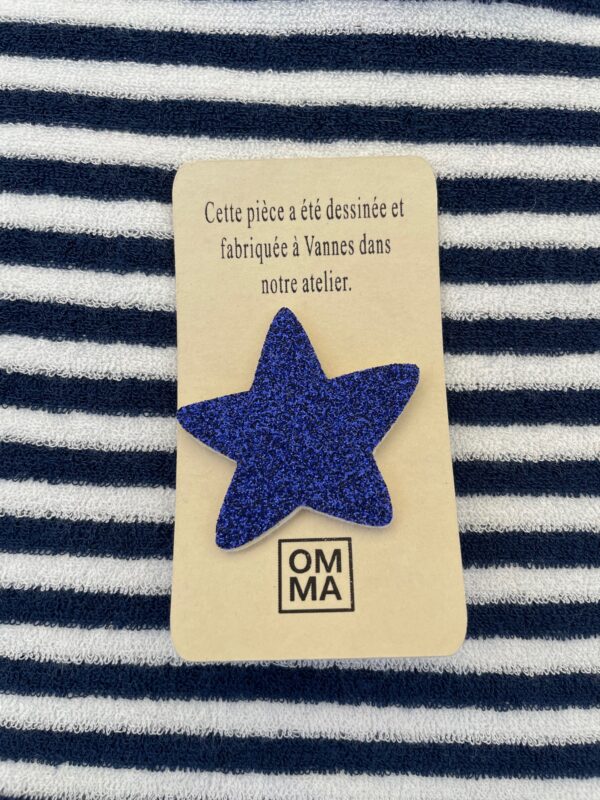 Cette pièce a été dessinée et
fabriquée à Vannes dans
notre atelier.
OM
MA